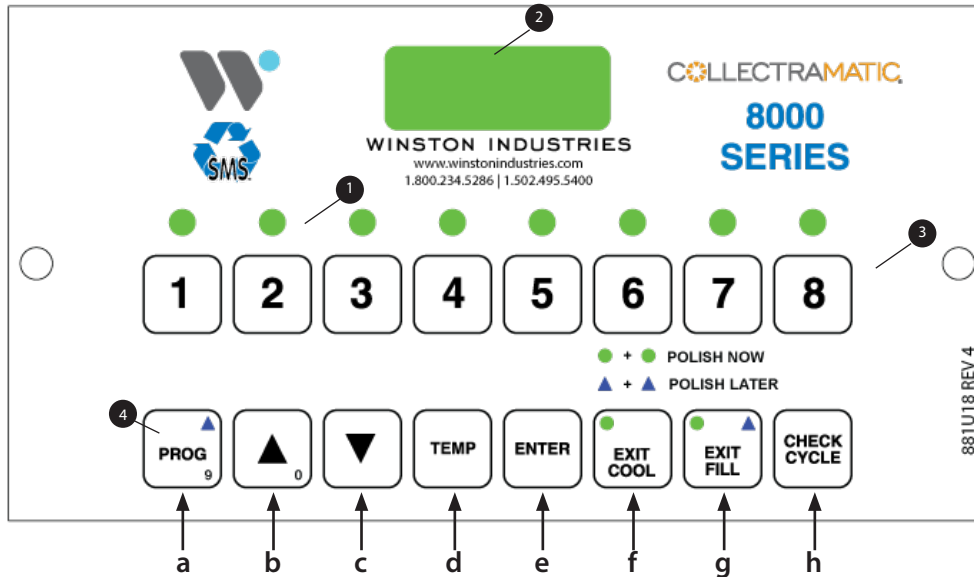 2
COLLECTRAMATIC®
SMS
WINSTON INDUSTRIES
www.winstonindustries.com
1.800.234.5286 | 1.502.495.5400
8000
SERIES
1
3
1 2 3 4 5 6 7 8
● + ● POLISH NOW
▲ + ▲ POLISH LATER
881U18 REV 4
4
PROG
9
▲
0
▼
TEMP
ENTER
EXIT
COOL
EXIT
FILL
CHECK
CYCLE
a b c d e f g h